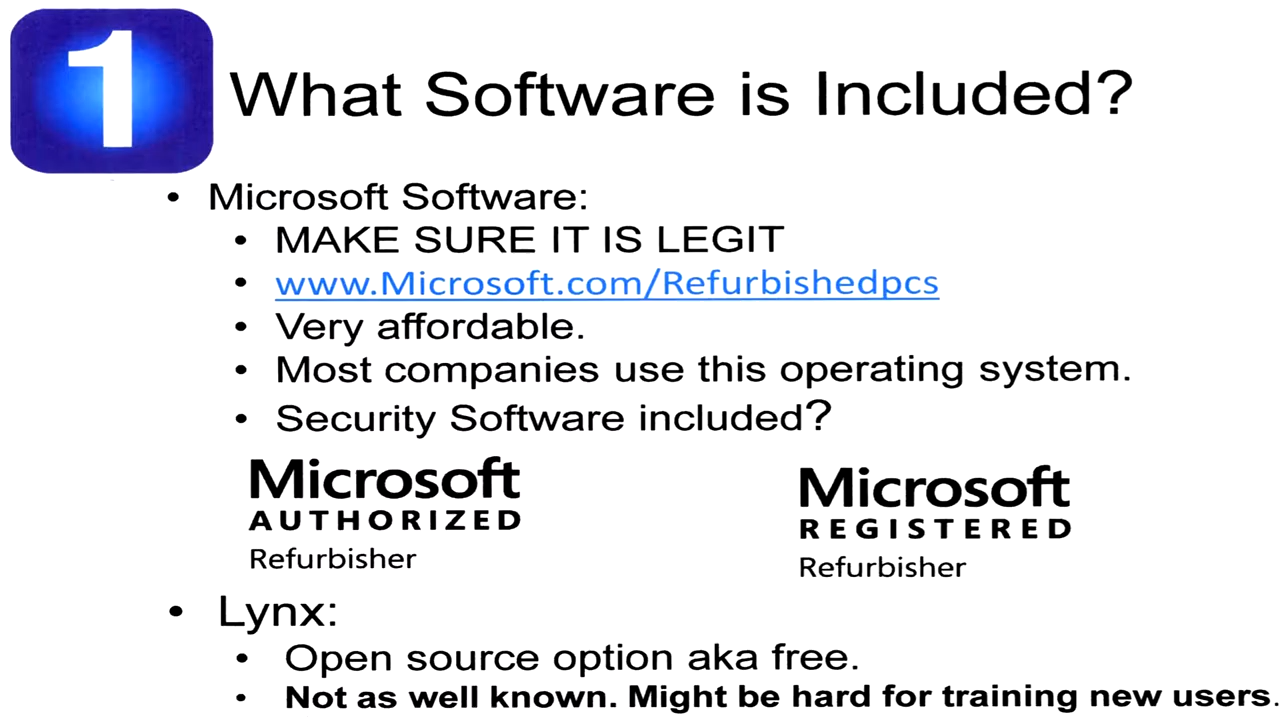 1
What Software is Included?
• Microsoft Software:
• MAKE SURE IT IS LEGIT
• www.Microsoft.com/Refurbishedpcs
• Very affordable.
• Most companies use this operating system.
• Security Software included?
Microsoft
AUTHORIZED
Refurbisher
Microsoft
REGISTERED
Refurbisher
• Lynx:
• Open source option aka free.
• Not as well known. Might be hard for training new users.